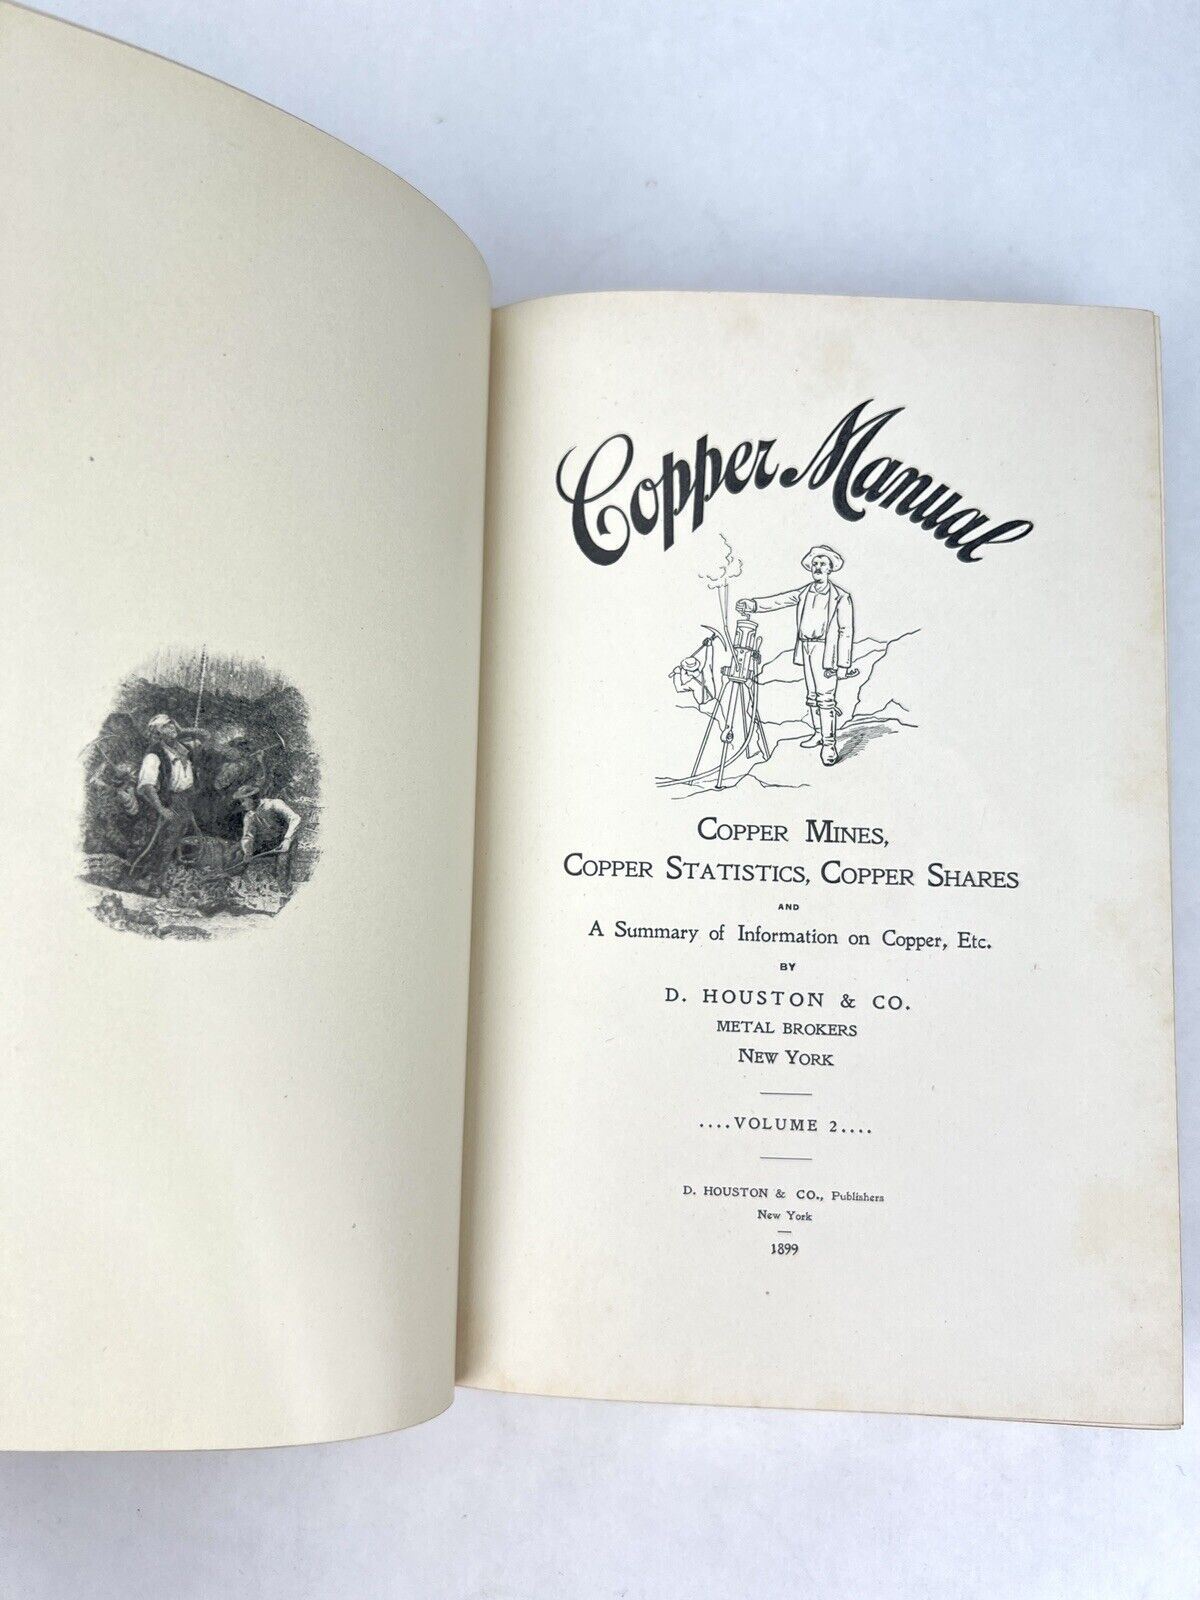 Copper Manual
COPPER MINES,
COPPER STATISTICS, COPPER SHARES
AND
A Summary of Information on Copper, Etc.
BY
D. HOUSTON & CO.
METAL BROKERS
NEW YORK
....VOLUME 2....
D. HOUSTON & CO., Publishers
New York
1899